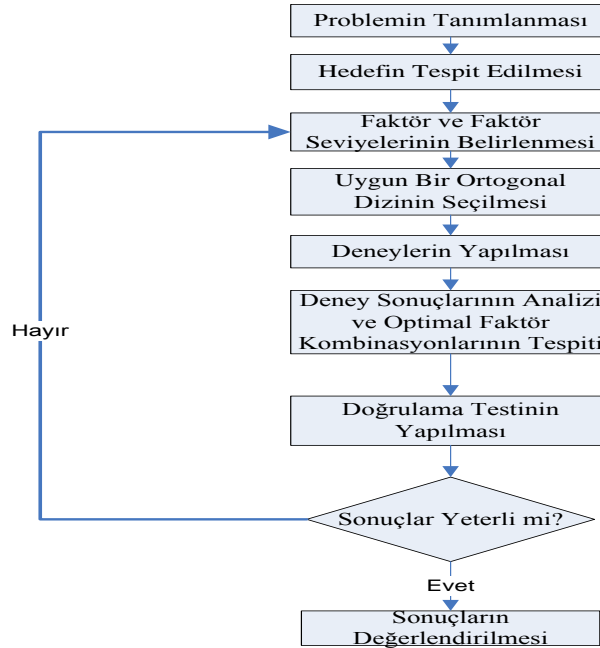 Problemin Tanımlanması
Hedefin Tespit Edilmesi
Faktör ve Faktör
Seviyelerinin Belirlenmesi
Uygun Bir Ortogonal
Dizinin Seçilmesi
Deneylerin Yapılması
Deney Sonuçlarının Analizi
ve Optimal Faktör
Kombinasyonlarının Tespiti
Hayır
Doğrulama Testinin
Yapılması
Sonuçlar Yeterli mi?
Evet
Sonuçların
Değerlendirilmesi